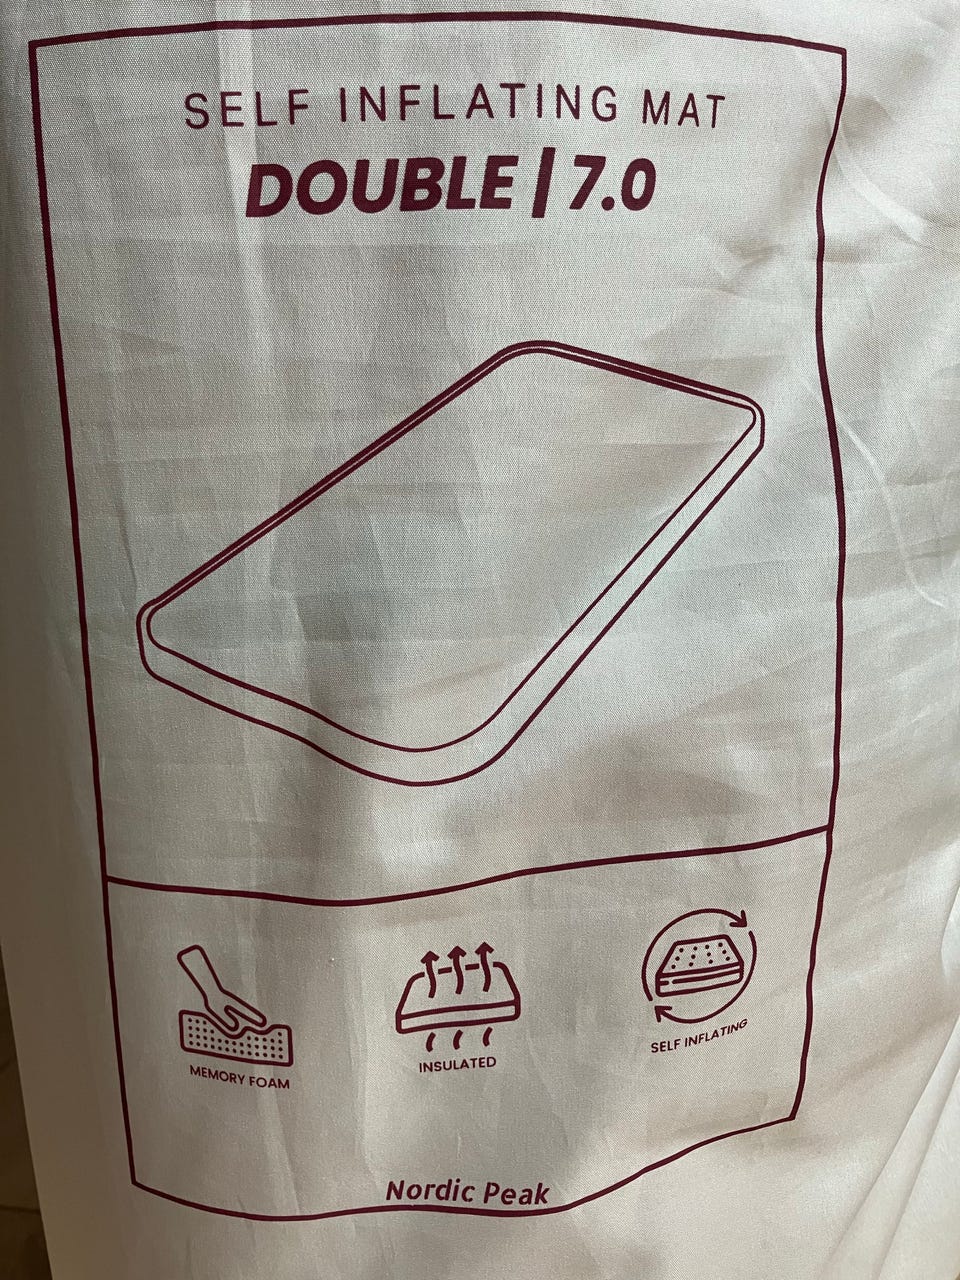 SELF INFLATING MAT
DOUBLE | 7.0
MEMORY FOAM
INSULATED
SELF INFLATING
Nordic Peak